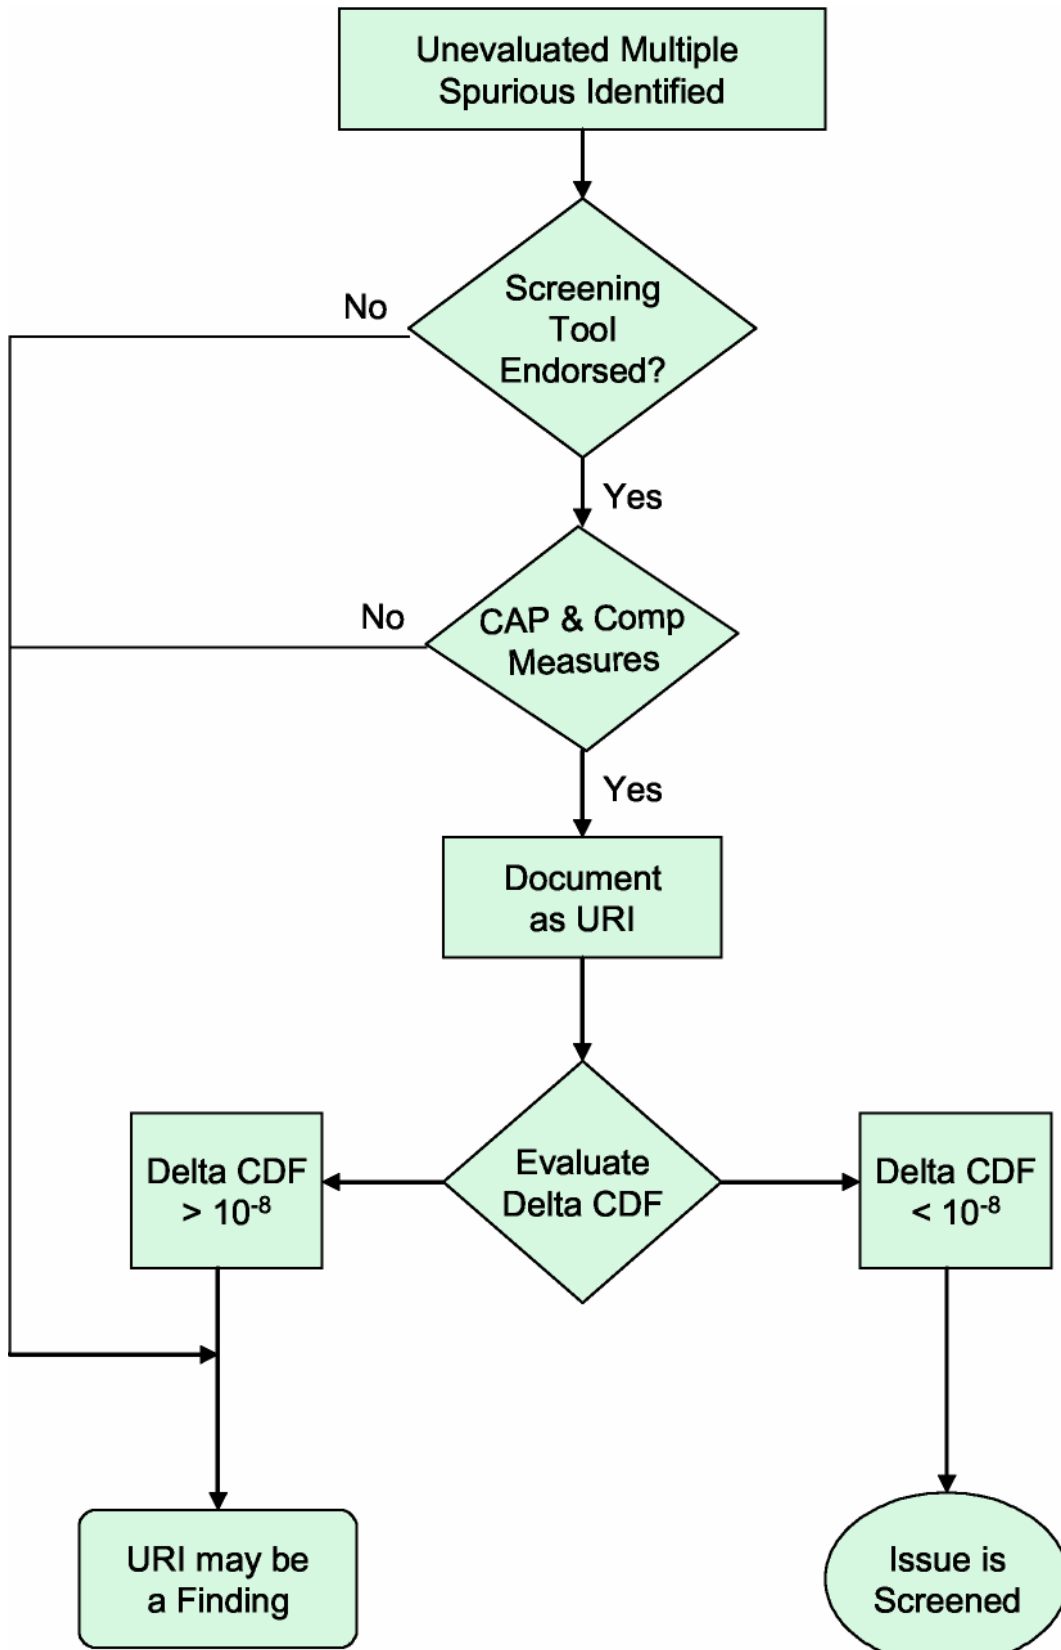 Unevaluated Multiple
Spurious Identified
Screening
Tool
Endorsed?
No
Yes
CAP & Comp
Measures
No
Yes
Document
as URI
Evaluate
Delta CDF
Delta CDF
> 10⁻⁸
Delta CDF
< 10⁻⁸
URI may be
a Finding
Issue is
Screened